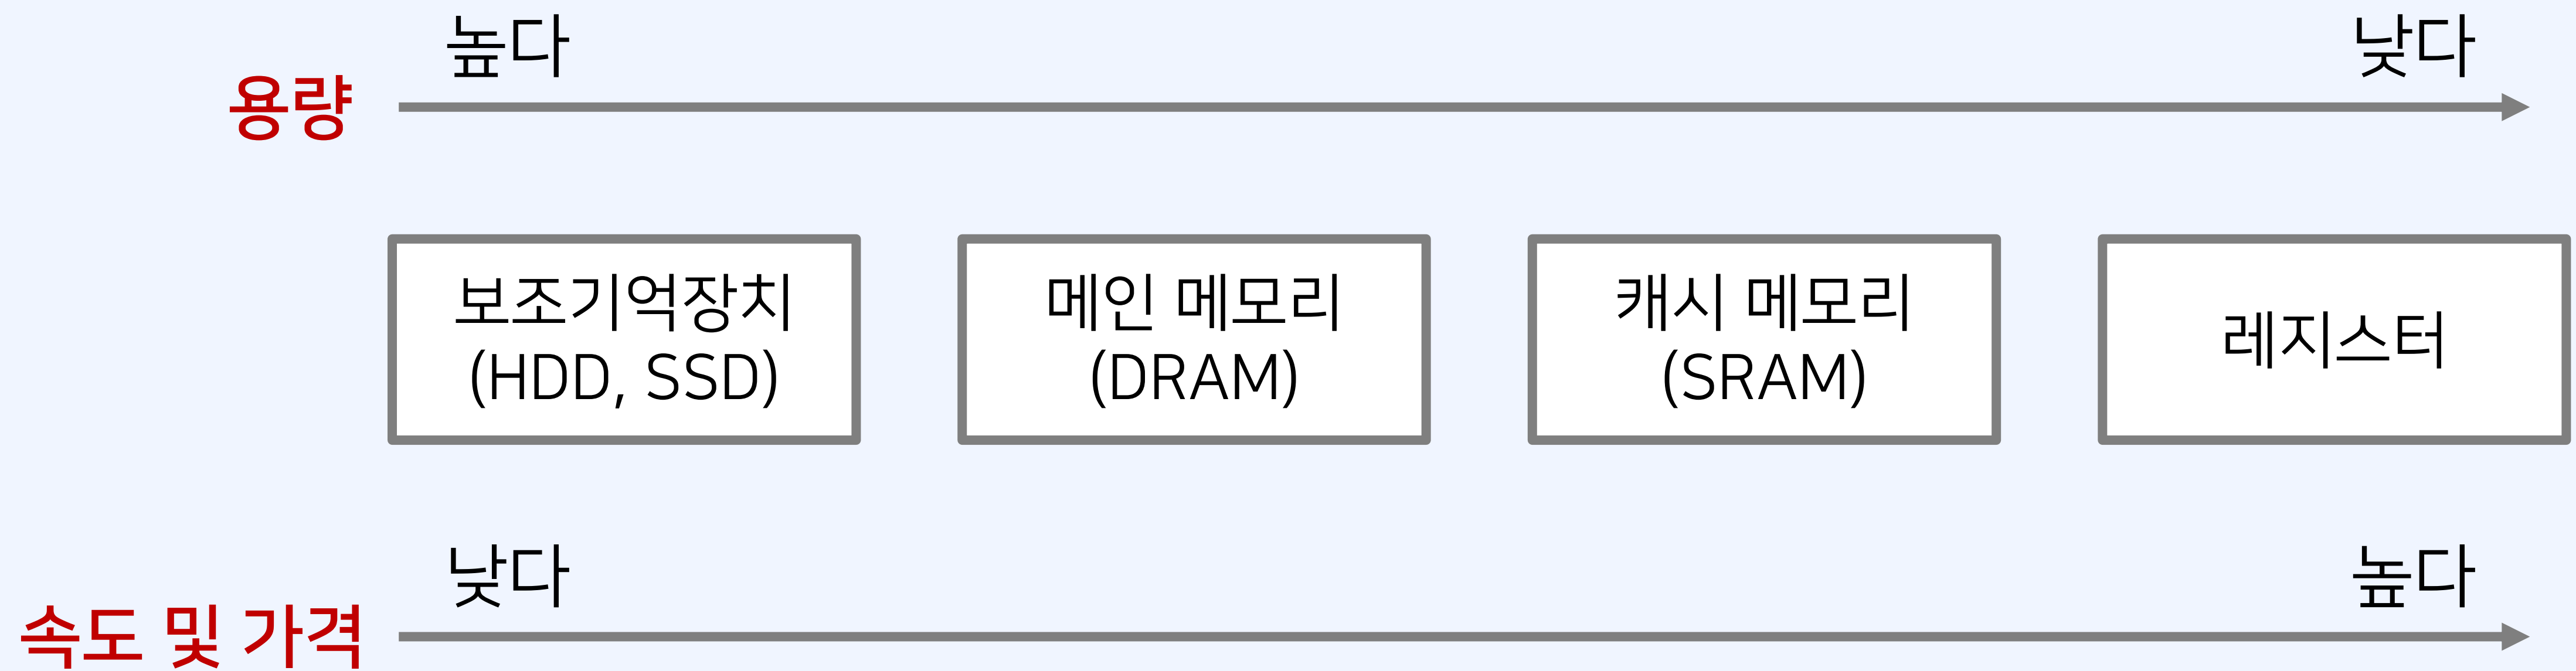 높다
낮다
용량
보조기억장치
(HDD, SSD)
메인 메모리
(DRAM)
캐시 메모리
(SRAM)
레지스터
낮다
높다
속도 및 가격